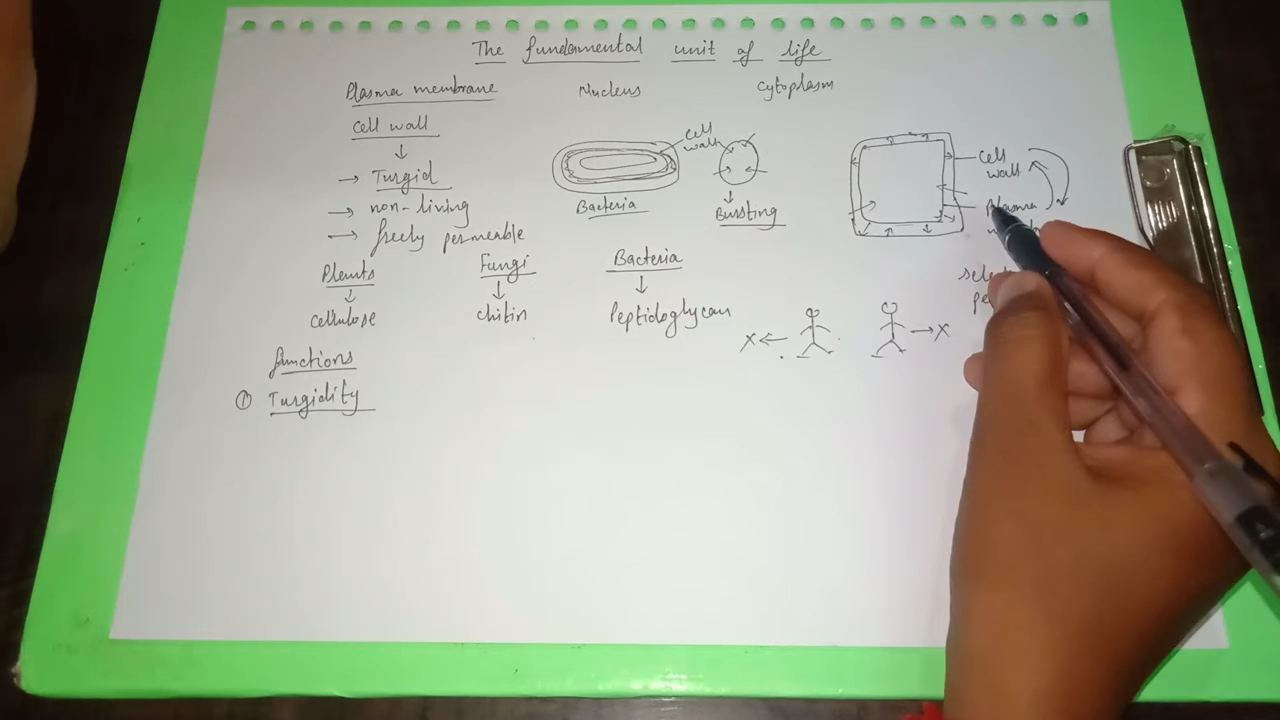 The fundamental unit of life
Plasma membrane Nucleus Cytoplasm
Cell wall
→ Turgid
→ non-living
→ freely permeable
Cell wall
Bacteria
Bursting
Cell wall
Plasma
Plants Fungi Bacteria
Cellulose chitin Peptidoglycan
X X
functions
① Turgidity